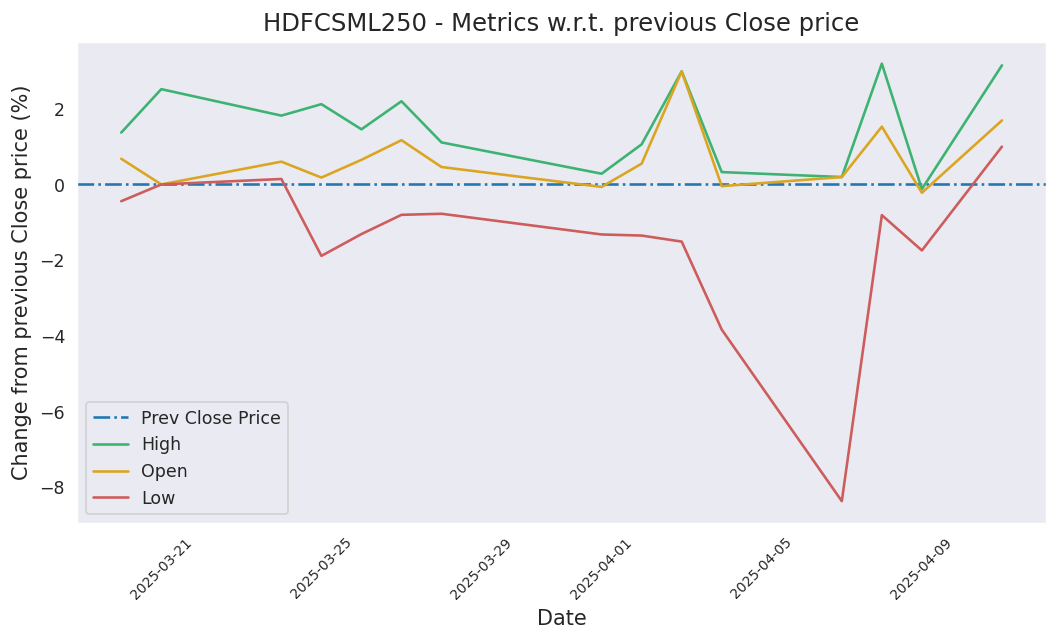 HDFCSML250 - Metrics w.r.t. previous Close price
Change from previous Close price (%)
2
0
−2
−4
−6
−8
Prev Close Price
High
Open
Low
2025-03-21
2025-03-25
2025-03-29
2025-04-01
2025-04-05
2025-04-09
Date